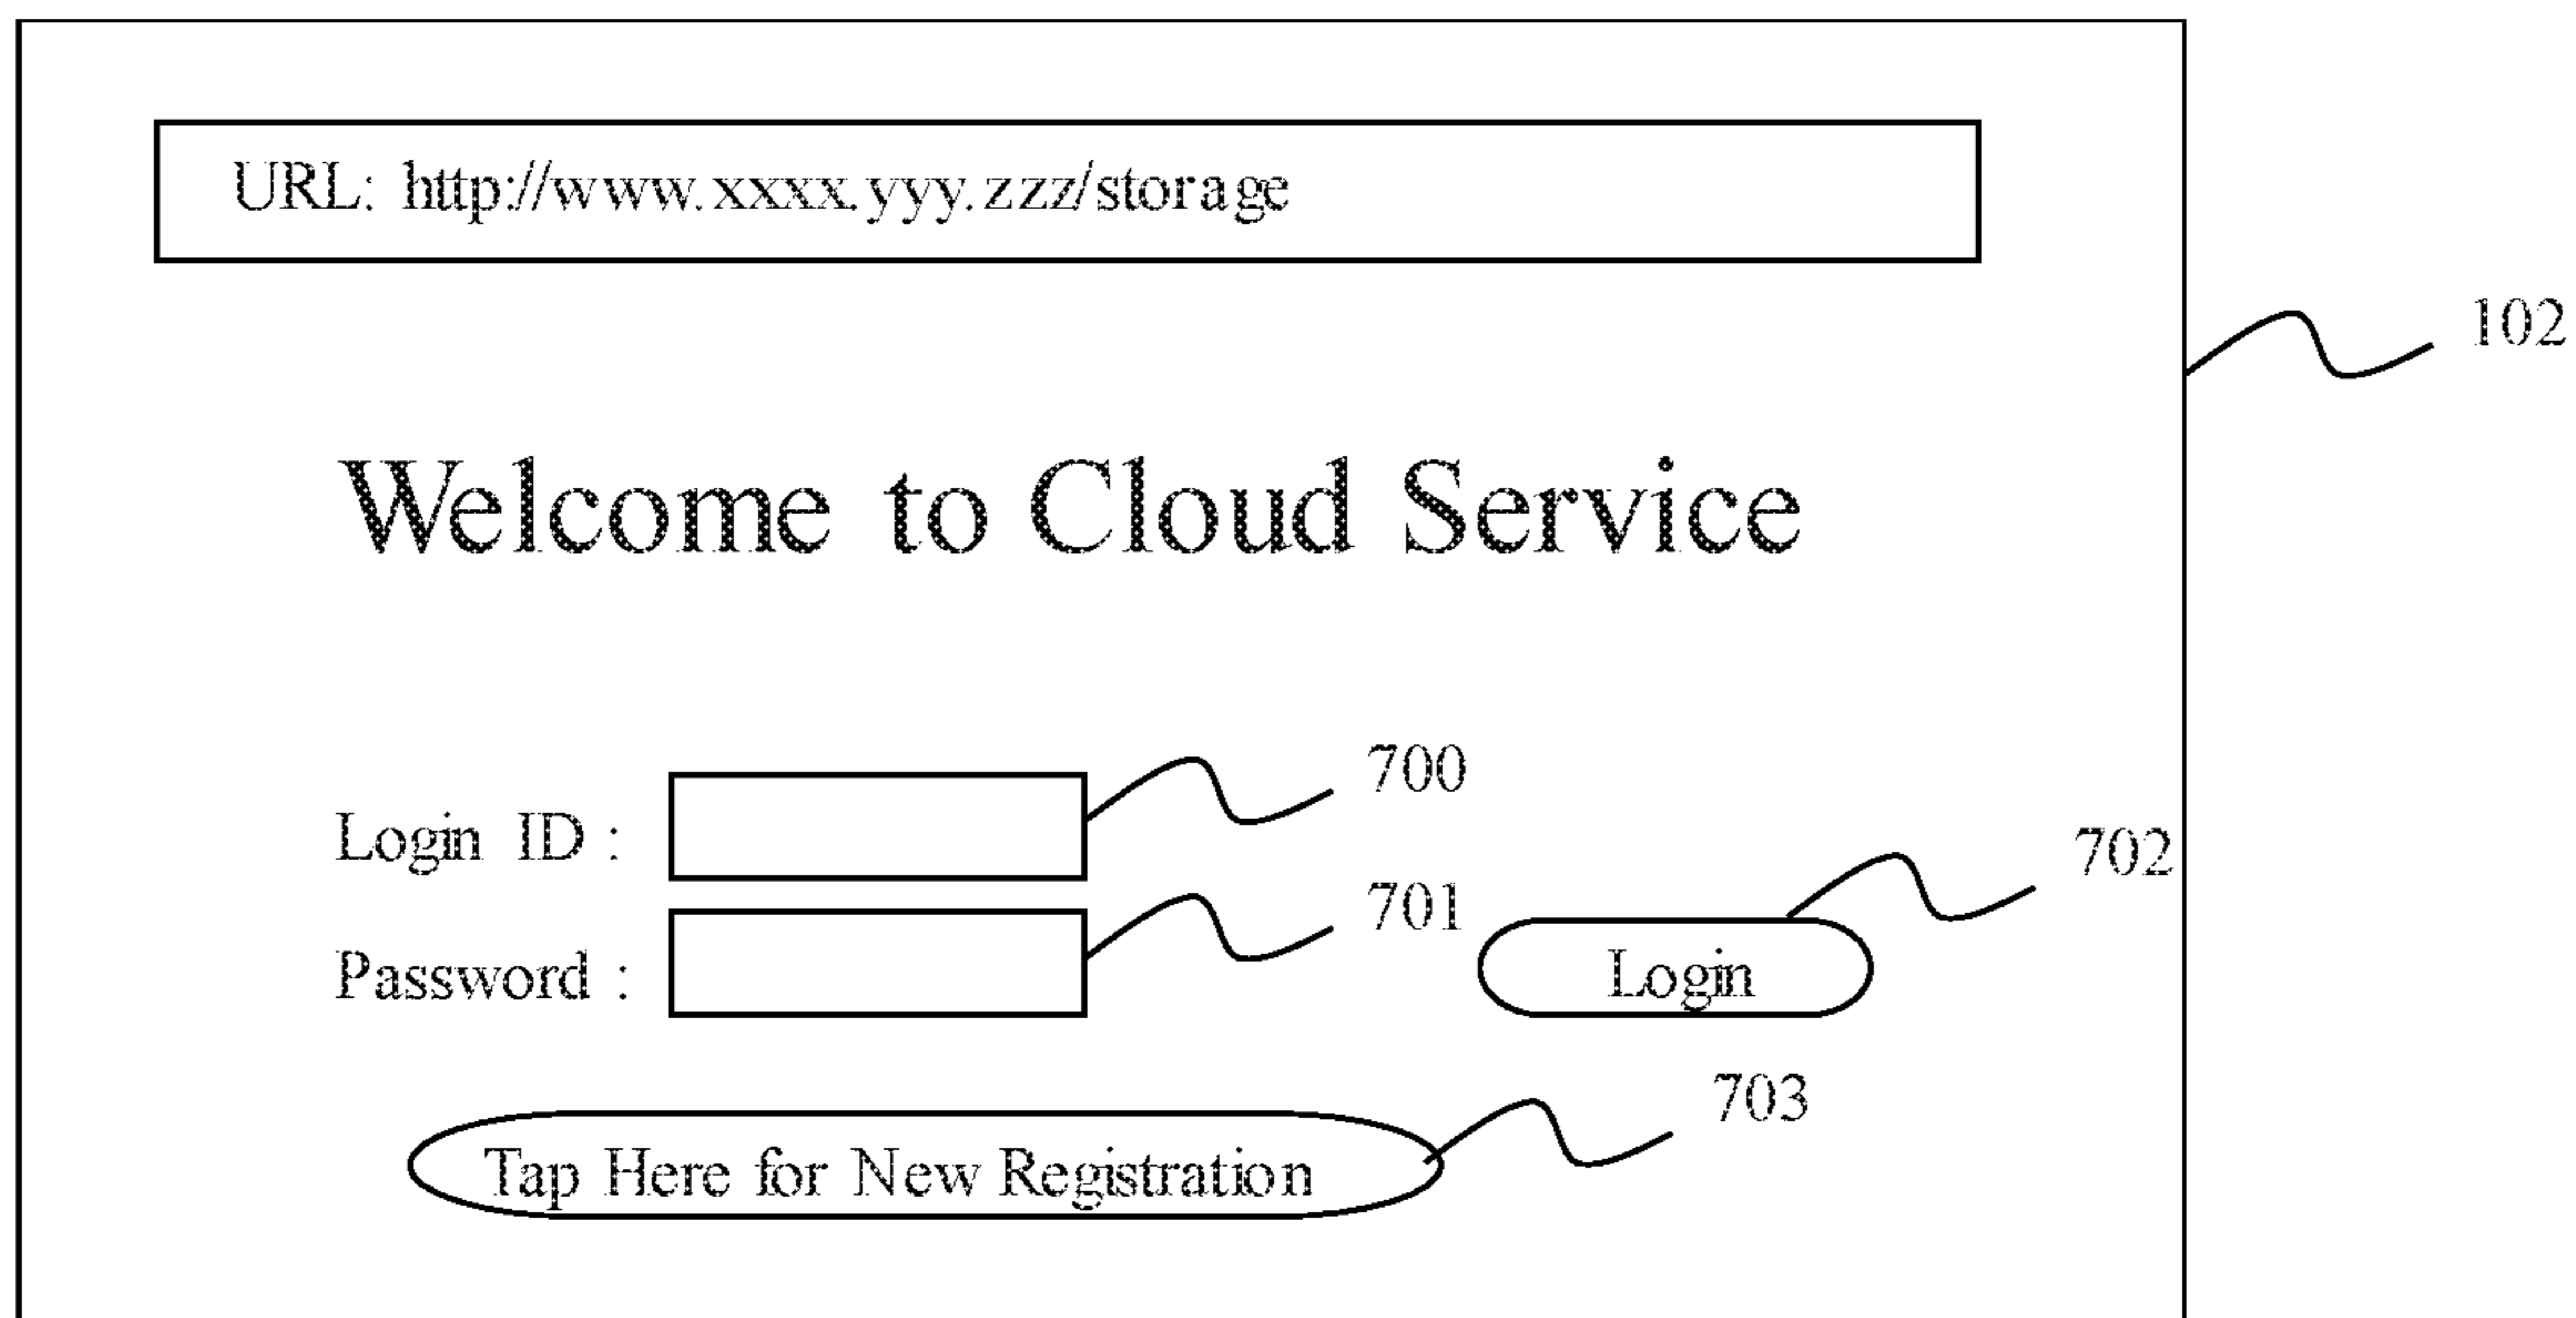 URL: http://www.xxxx.yyy.zzz/storage
102
Welcome to Cloud Service
700
Login ID :
702
701
Password :
Login
703
Tap Here for New Registration